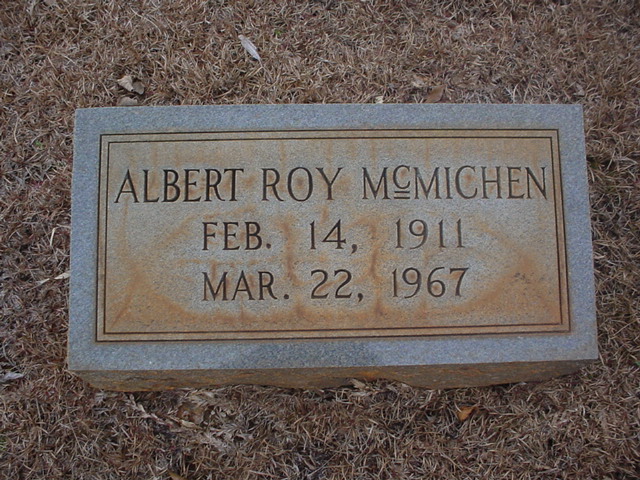 ALBERT ROY McMICHEN
FEB. 14, 1911
MAR. 22, 1967